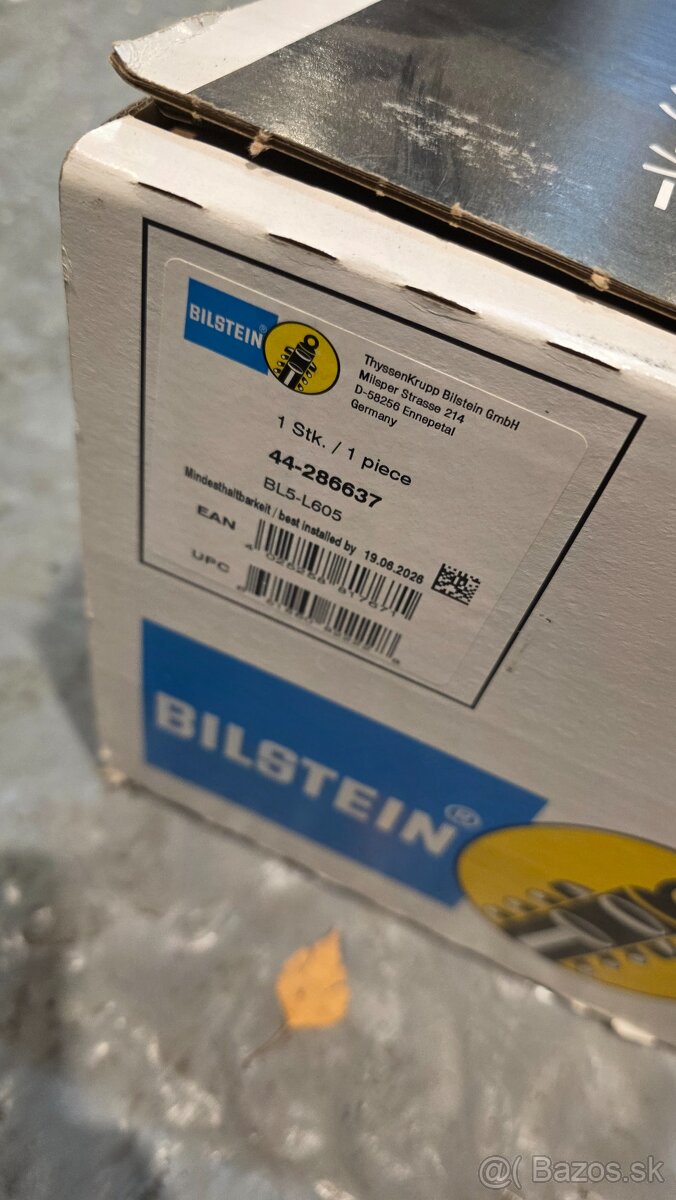 BILSTEIN®
ThyssenKrupp Bilstein GmbH
Milsper Strasse 214
D-58256 Ennepetal
Germany
1 Stk. / 1 piece
44-286637
BL5-L605
Mindesthaltbarkeit / best installed by 19.06.2026
EAN
UPC
BILSTEIN®
@( Bazos.sk